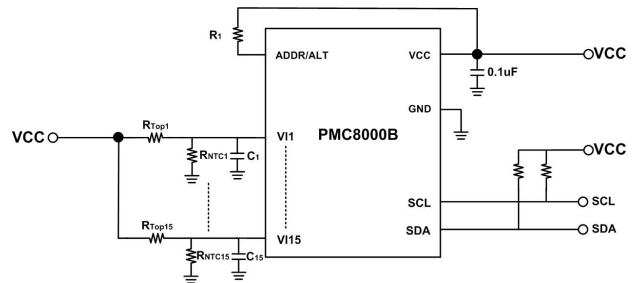 R1
ADDR/ALT
VCC
VCC
0.1uF
GND
PMC8000B
RTop1
VCC
VI1
RNTC1
C1
VCC
SCL
SCL
RTop15
SDA
SDA
VI15
RNTC15
C15